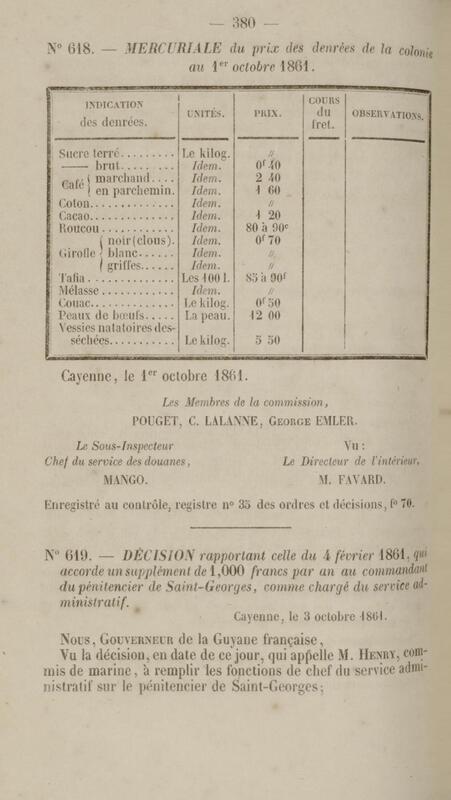 — 380 —
N° 618. — MERCURIALE du prix des denrées de la colonie
au 1er octobre 1861.
INDICATION des denrées. UNITÉS. PRIX. COURS du fret. OBSERVATIONS.
Sucre terré......... Le kilog. //
—— brut......... Idem. 0f 40
Café { marchand.... Idem. 2 40
en parchemin. Idem. 1 60
Coton.............. Idem. //
Cacao.............. Idem. 1 20
Roucou............. Idem. 80 à 90c
Girofle { noir (clous). Idem. 0f 70
blanc...... Idem. //
griffes...... Idem. //
Tafia.............. Les 100 l. 85 à 90f
Mélasse............ Idem. //
Couac.............. Le kilog. 0f 50
Peaux de bœufs..... La peau. 12 00
Vessies natatoires des-
séchées........... Le kilog. 5 50
Cayenne, le 1er octobre 1861.
Les Membres de la commission,
POUGET, C. LALANNE, GEORGE EMLER.
Le Sous-Inspecteur
Chef du service des douanes,
MANGO.
Vu :
Le Directeur de l'intérieur,
M. FAVARD.
Enregistré au contrôle, registre n° 35 des ordres et décisions, f° 70.
N° 619. — DÉCISION rapportant celle du 4 février 1861, qui
accorde un supplément de 1,000 francs par an au commandant
du pénitencier de Saint-Georges, comme chargé du service ad-
ministratif.
Cayenne, le 3 octobre 1861.
NOUS, GOUVERNEUR de la Guyane française,
Vu la décision, en date de ce jour, qui appelle M. HENRY, com-
mis de marine, à remplir les fonctions de chef du service admi-
nistratif sur le pénitencier de Saint-Georges;